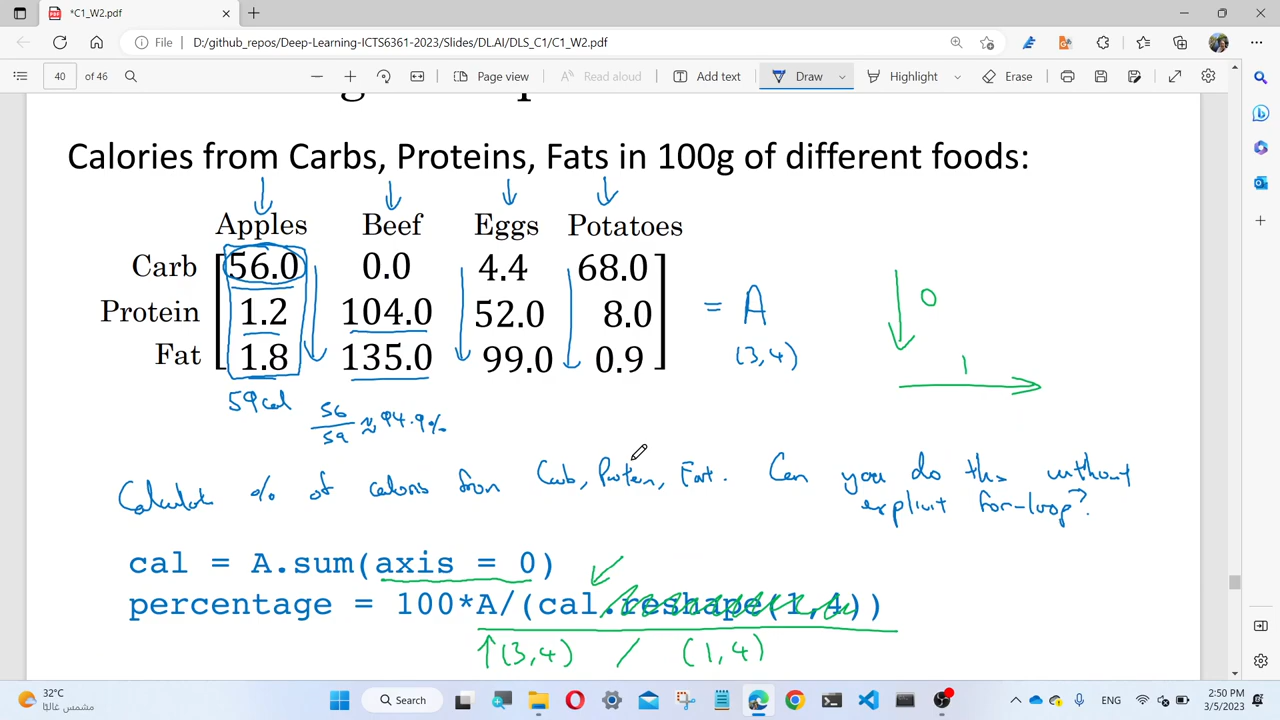 *C1_W2.pdf
File D:/github_repos/Deep-Learning-ICTS6361-2023/Slides/DL.AI/DLS_C1/C1_W2.pdf
40 of 46 Page view Read aloud Add text Draw Highlight Erase
Calories from Carbs, Proteins, Fats in 100g of different foods:
Apples Beef Eggs Potatoes
Carb 56.0 0.0 4.4 68.0
Protein 1.2 104.0 52.0 8.0 = A
Fat 1.8 135.0 99.0 0.9 (3,4)
0
1
59 cal
56/59 ≈ 94.9%
Calculate % of calories from Carb, Protein, Fat. Can you do this without
explicit for-loop?
cal = A.sum(axis = 0)
percentage = 100*A/(cal.reshape(1,4))
↑(3,4) / (1,4)
32°C
مشمس غالبًا
Search
ENG
2:50 PM
3/5/2023